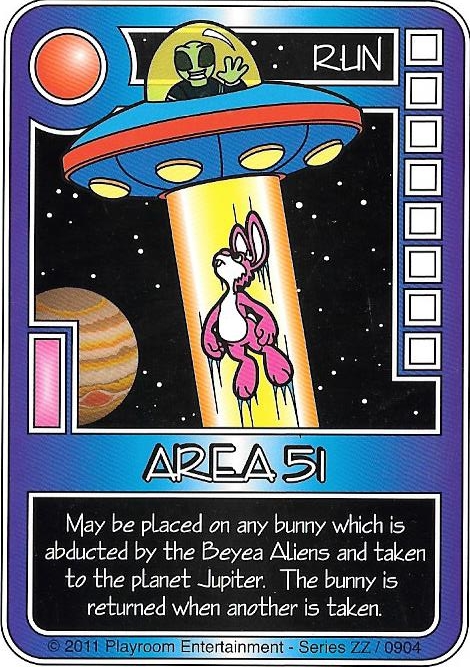 RUN
AREA 51
May be placed on any bunny which is
abducted by the Beyea Aliens and taken
to the planet Jupiter. The bunny is
returned when another is taken.
© 2011 Playroom Entertainment - Series ZZ / 0904